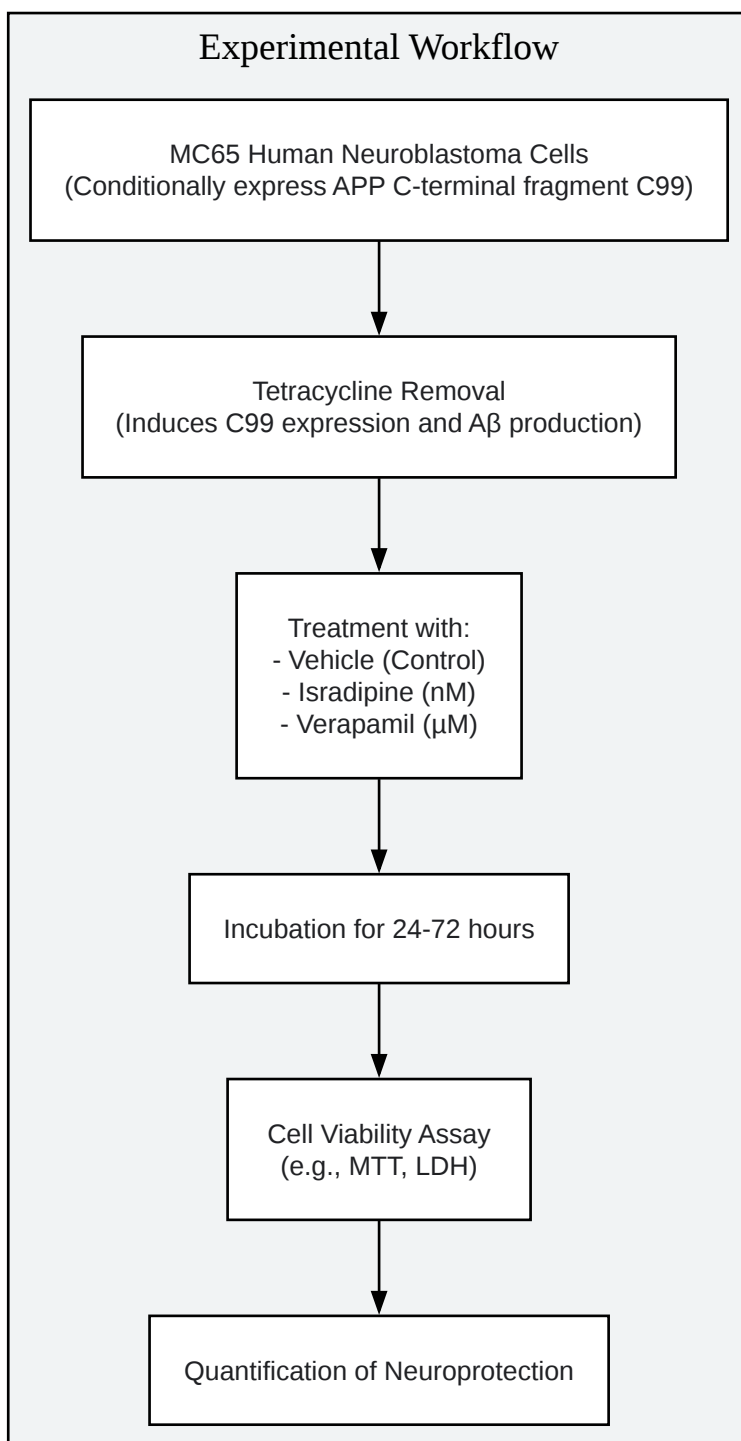 Experimental Workflow
MC65 Human Neuroblastoma Cells
(Conditionally express APP C-terminal fragment C99)
Tetracycline Removal
(Induces C99 expression and Aβ production)
Treatment with:
- Vehicle (Control)
- Isradipine (nM)
- Verapamil (µM)
Incubation for 24-72 hours
Cell Viability Assay
(e.g., MTT, LDH)
Quantification of Neuroprotection